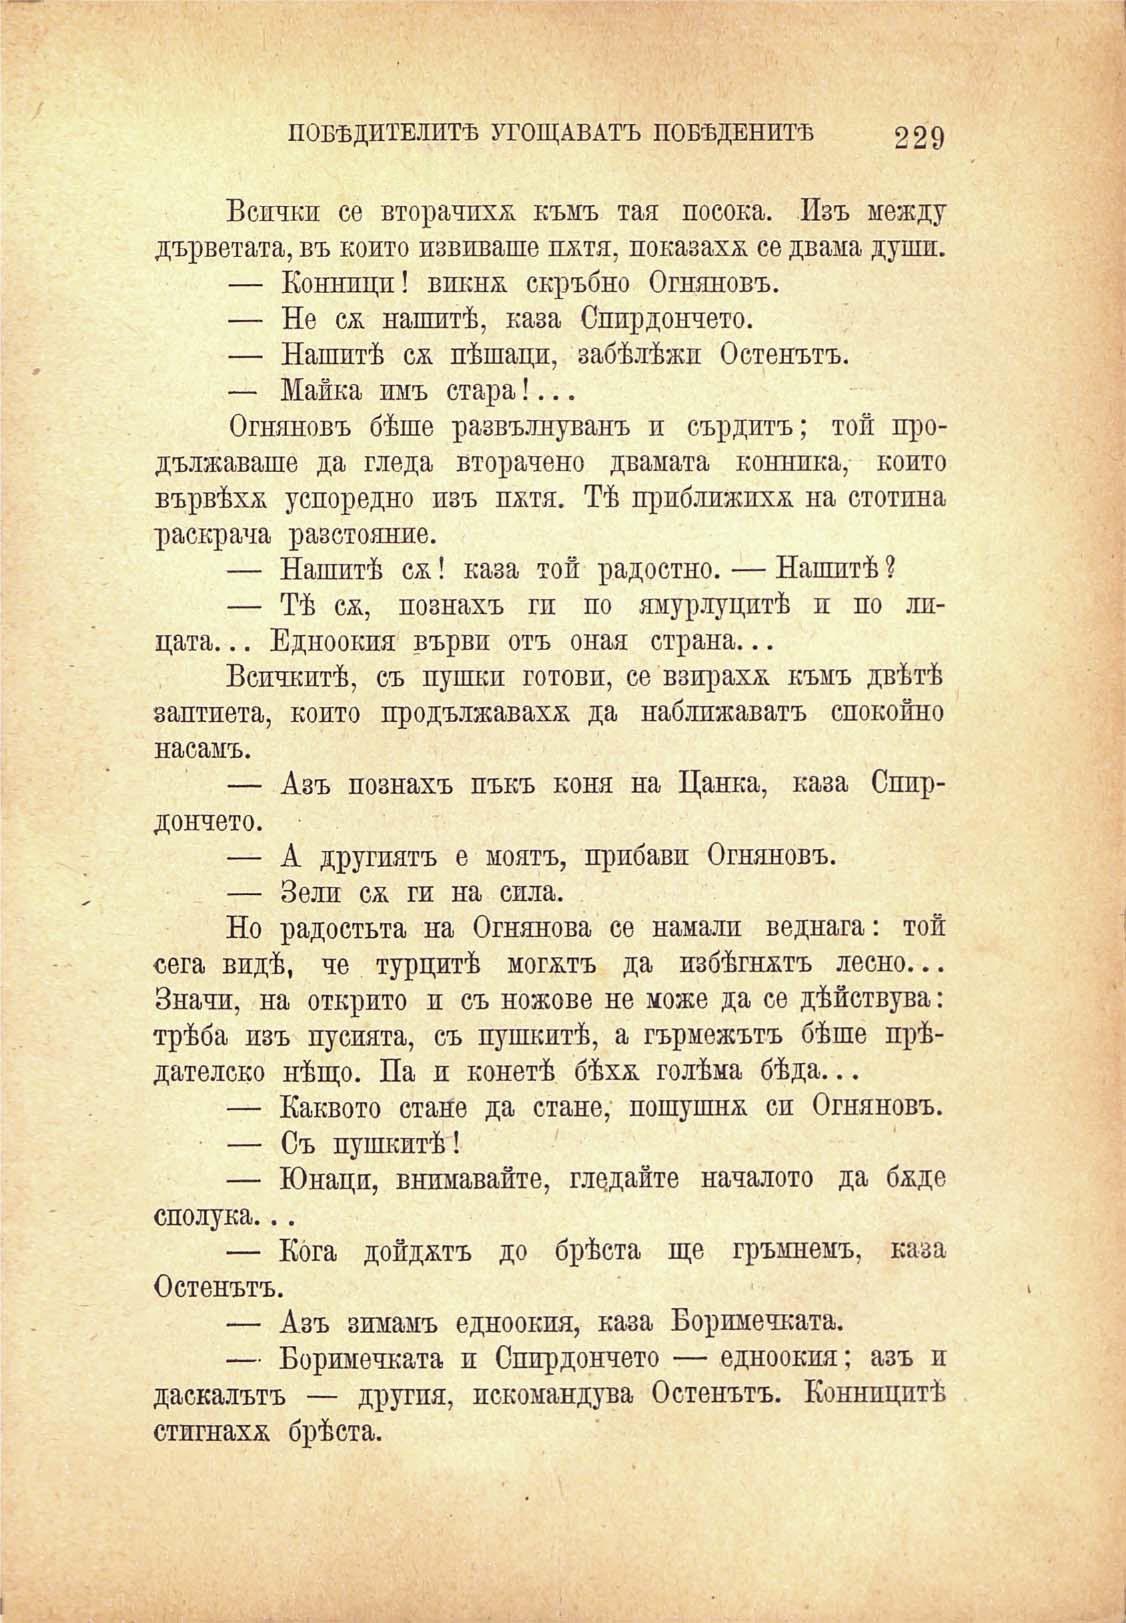 ПОБѢДИТЕЛИТѢ УГОЩАВАТЪ ПОБѢДЕНИТѢ 229
Всички се вторачихѫ къмъ тая посока. Изъ между
дърветата, въ които извиваше пѫтя, показахѫ се двама души.
— Конници! викнѫ скръбно Огняновъ.
— Не сѫ нашитѣ, каза Спирдончето.
— Нашитѣ сѫ пѣшаци, забѣлѣжи Остенътъ.
— Майка имъ стара!...
Огняновъ бѣше развълнуванъ и сърдитъ; той про-
дължаваше да гледа вторачено двамата конника, които
вървѣхѫ успоредно изъ пѫтя. Тѣ приближихѫ на стотина
раскрача разстояние.
— Нашитѣ сѫ! каза той радостно. — Нашитѣ?
— Тѣ сѫ, познахъ ги по ямурлуцитѣ и по ли-
цата... Едноокия върви отъ оная страна...
Всичкитѣ, съ пушки готови, се взирахѫ къмъ двѣтѣ
заптиета, които продължавахѫ да наближаватъ спокойно
насамъ.
— Азъ познахъ пъкъ коня на Цанка, каза Спир-
дончето.
— А другиятъ е моятъ, прибави Огняновъ.
— Зели сѫ ги на сила.
Но радостьта на Огнянова се намали веднага: той
сега видѣ, че турцитѣ могѫтъ да избѣгнѫтъ лесно...
Значи, на открито и съ ножове не може да се дѣйствува:
трѣба изъ пусията, съ пушкитѣ, а гърмежътъ бѣше прѣ-
дателско нѣщо. Па и конетѣ бѣхѫ голѣма бѣда...
— Каквото стане да стане, пошушнѫ си Огняновъ.
— Съ пушкитѣ!
— Юнаци, внимавайте, гледайте началото да бѫде
сполука...
— Кога дойдѫтъ до брѣста ще гръмнемъ, каза
Остенътъ.
— Азъ зимамъ едноокия, каза Боримечката.
— Боримечката и Спирдончето — едноокия; азъ и
даскалътъ — другия, искомандува Остенътъ. Конницитѣ
стигнахѫ брѣста.